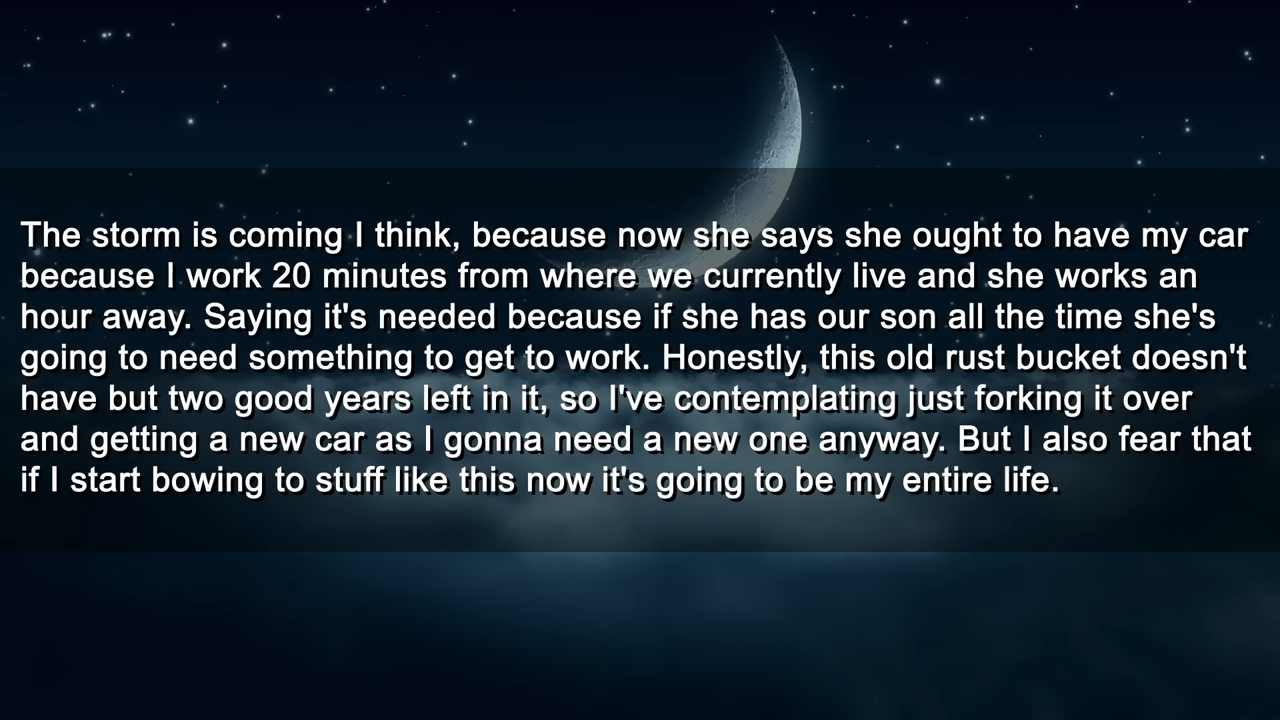 The storm is coming I think, because now she says she ought to have my car
because I work 20 minutes from where we currently live and she works an
hour away. Saying it's needed because if she has our son all the time she's
going to need something to get to work. Honestly, this old rust bucket doesn't
have but two good years left in it, so I've contemplating just forking it over
and getting a new car as I gonna need a new one anyway. But I also fear that
if I start bowing to stuff like this now it's going to be my entire life.